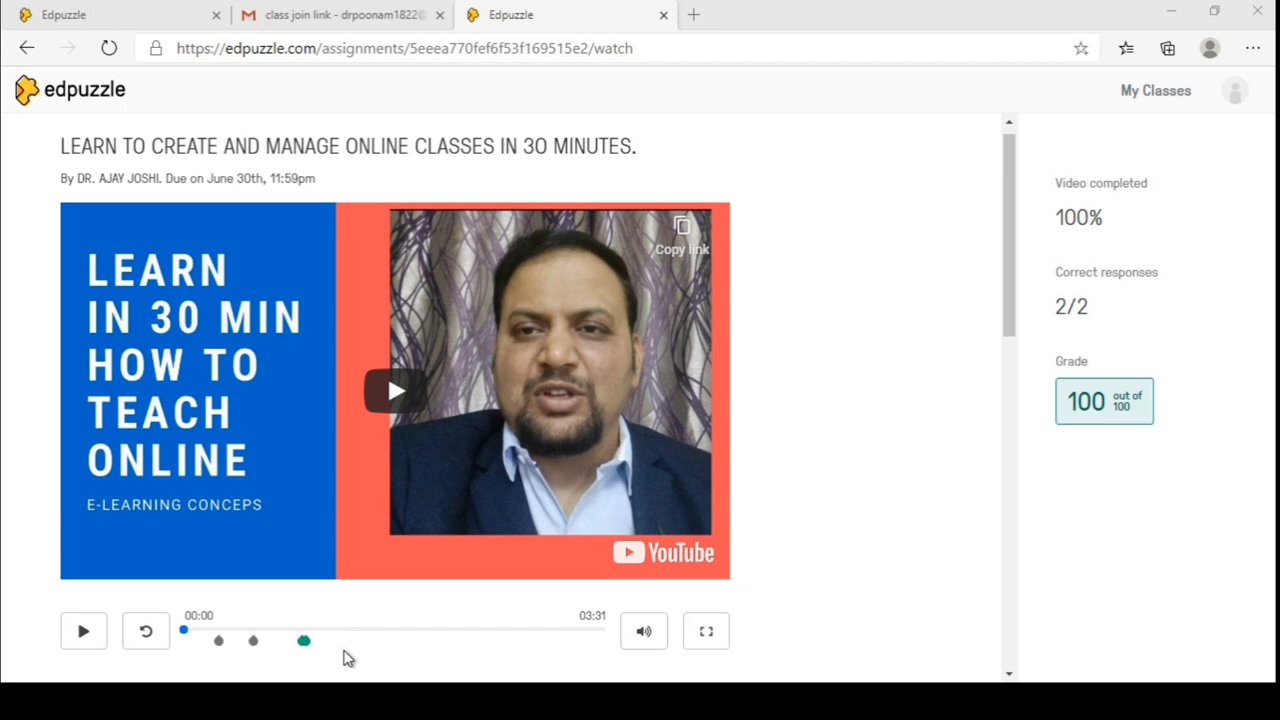 Edpuzzle
class join link - drpoonam1822@
Edpuzzle
https://edpuzzle.com/assignments/5eeea770fef6f53f169515e2/watch
edpuzzle
My Classes
LEARN TO CREATE AND MANAGE ONLINE CLASSES IN 30 MINUTES.
By DR. AJAY JOSHI. Due on June 30th, 11:59pm
LEARN
IN 30 MIN
HOW TO
TEACH
ONLINE
E-LEARNING CONCEPS
Copy link
YouTube
00:00
03:31
Video completed
100%
Correct responses
2/2
Grade
100 out of
100